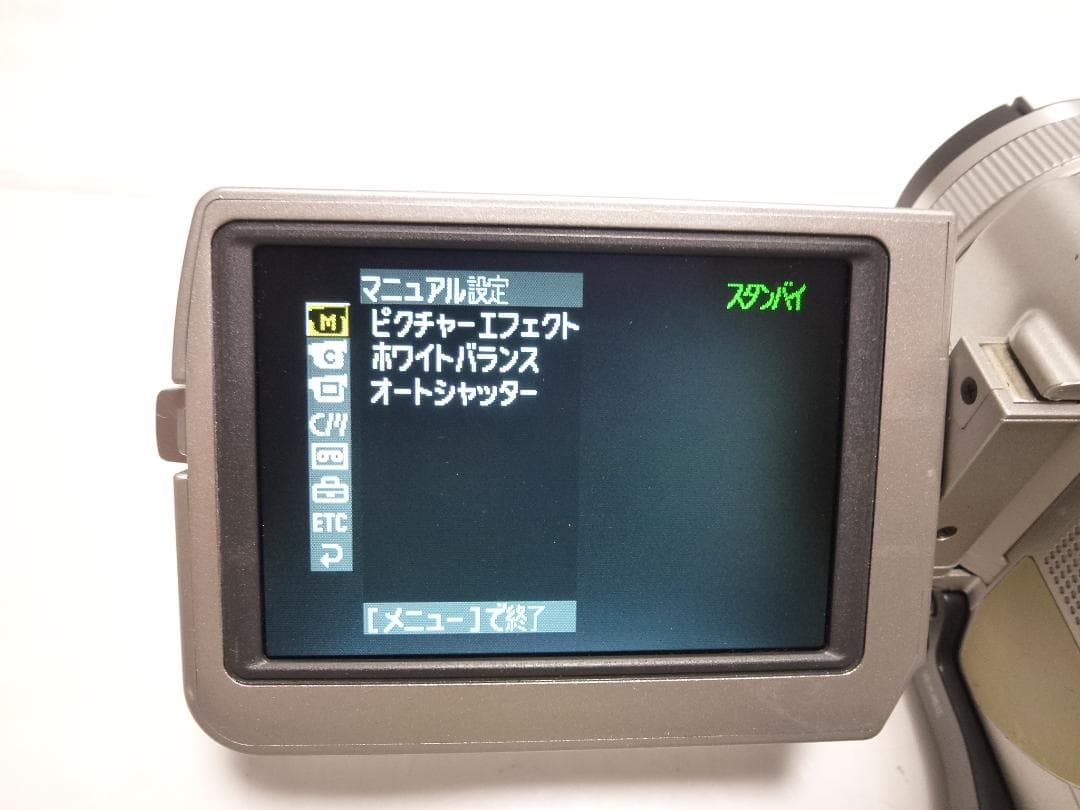 マニュアル設定
スタンバイ
M
ピクチャーエフェクト
C
ホワイトバランス
オートシャッター
C/M
ETC
[メニュー]で終了